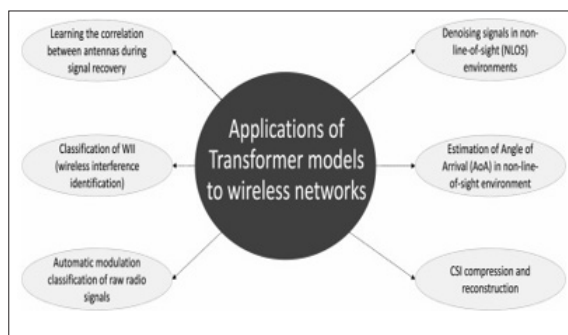 Learning the correlation
between antennas during
signal recovery
Denoising signals in non-
line-of-sight (NLOS)
environments
Applications of
Transformer models
to wireless networks
Classification of WII
(wireless interference
identification)
Estimation of Angle of
Arrival (AoA) in non-line-
of-sight environment
Automatic modulation
classification of raw radio
signals
CSI compression and
reconstruction